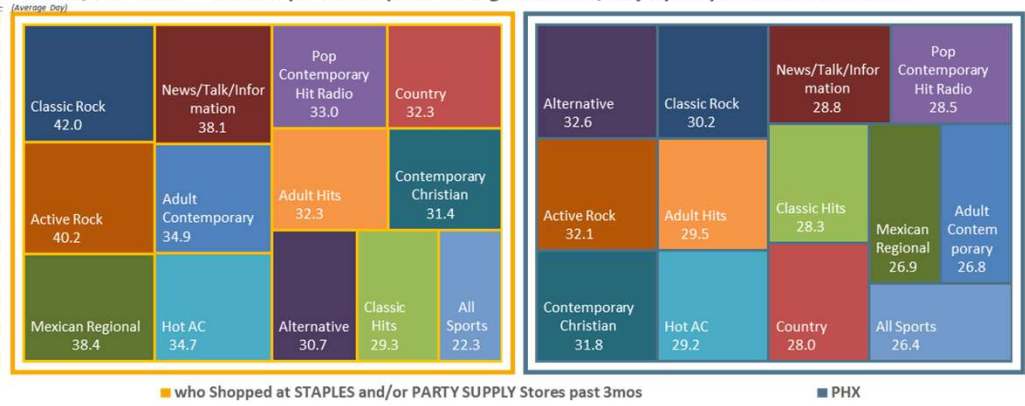 (Average Day)
Classic Rock
42.0
News/Talk/Infor
mation
38.1
Pop
Contemporary
Hit Radio
33.0
Country
32.3
Active Rock
40.2
Adult
Contemporary
34.9
Adult Hits
32.3
Contemporary
Christian
31.4
Mexican Regional
38.4
Hot AC
34.7
Alternative
30.7
Classic
Hits
29.3
All
Sports
22.3
Alternative
32.6
Classic Rock
30.2
News/Talk/Infor
mation
28.8
Pop
Contemporary
Hit Radio
28.5
Active Rock
32.1
Adult Hits
29.5
Classic Hits
28.3
Mexican
Regional
26.9
Adult
Contem
porary
26.8
Contemporary
Christian
31.8
Hot AC
29.2
Country
28.0
All Sports
26.4
who Shopped at STAPLES and/or PARTY SUPPLY Stores past 3mos
PHX